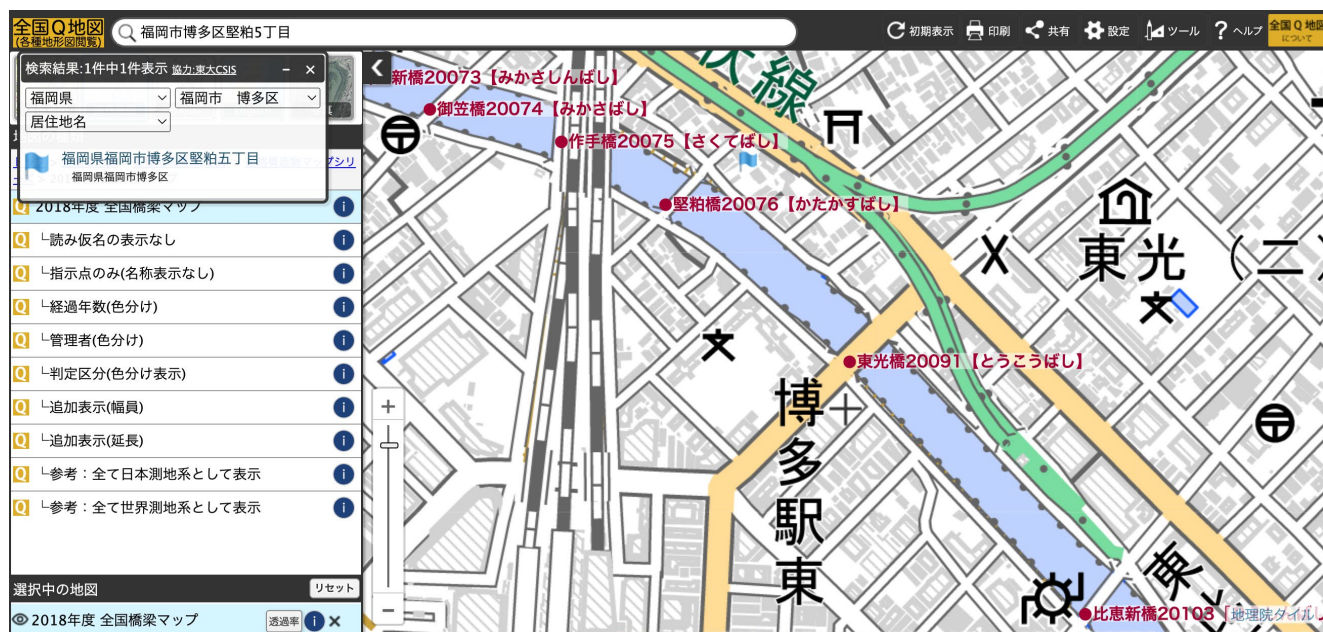 全国Q地図
(各種地形図閲覧)
福岡市博多区堅粕5丁目
初期表示
印刷
共有
設定
ツール
ヘルプ
全国Q地図
について
検索結果:1件中1件表示 協力:東大CSIS
福岡県
福岡市 博多区
居住地名
福岡県福岡市博多区堅粕五丁目
福岡県福岡市博多区
2018年度 全国橋梁マップ
└読み仮名の表示なし
└指示点のみ(名称表示なし)
└経過年数(色分け)
└管理者(色分け)
└判定区分(色分け表示)
└追加表示(幅員)
└追加表示(延長)
└参考：全て日本測地系として表示
└参考：全て世界測地系として表示
選択中の地図
リセット
2018年度 全国橋梁マップ
透過率
新橋20073【みかさしんばし】
御笠橋20074【みかさばし】
作手橋20075【さくてばし】
堅粕橋20076【かたかすばし】
東光橋20091【とうこうばし】
比恵新橋20103
地理院タイル
東光（二）
博多駅東
東